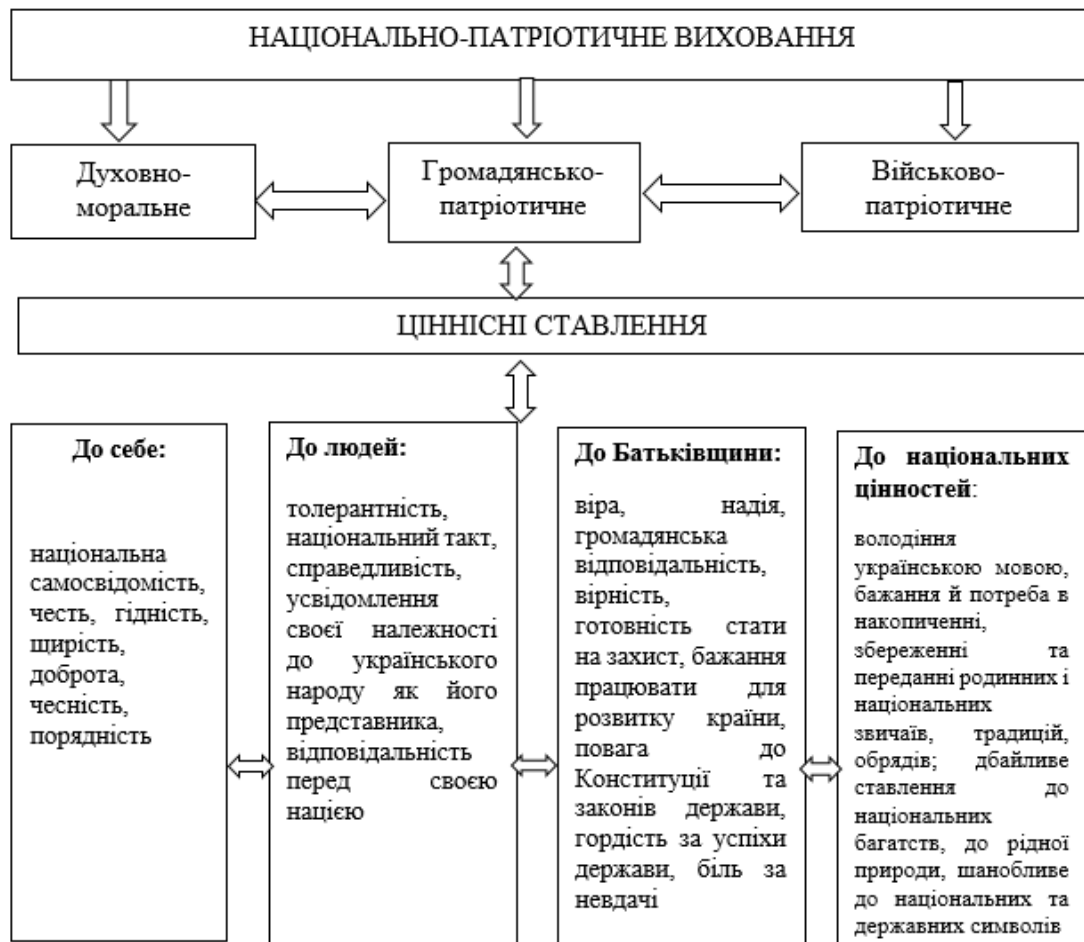 НАЦІОНАЛЬНО-ПАТРІОТИЧНЕ ВИХОВАННЯ
Духовно-
моральне
Громадянсько-
патріотичне
Військово-
патріотичне
ЦІННІСНІ СТАВЛЕННЯ
До себе:
національна
самосвідомість,
честь, гідність,
щирість,
доброта,
чесність,
порядність
До людей:
толерантність,
національний такт,
справедливість,
усвідомлення
своєї належності
до українського
народу як його
представника,
відповідальність
перед своєю
нацією
До Батьківщини:
віра, надія,
громадянська
відповідальність,
вірність,
готовність стати
на захист, бажання
працювати для
розвитку країни,
повага до
Конституції та
законів держави,
гордість за успіхи
держави, біль за
невдачі
До національних
цінностей:
володіння
українською мовою,
бажання й потреба в
накопиченні,
збереженні та
переданні родинних і
національних
звичаїв, традицій,
обрядів; дбайливе
ставлення до
національних
багатств, до рідної
природи, шанобливе
до національних та
державних символів